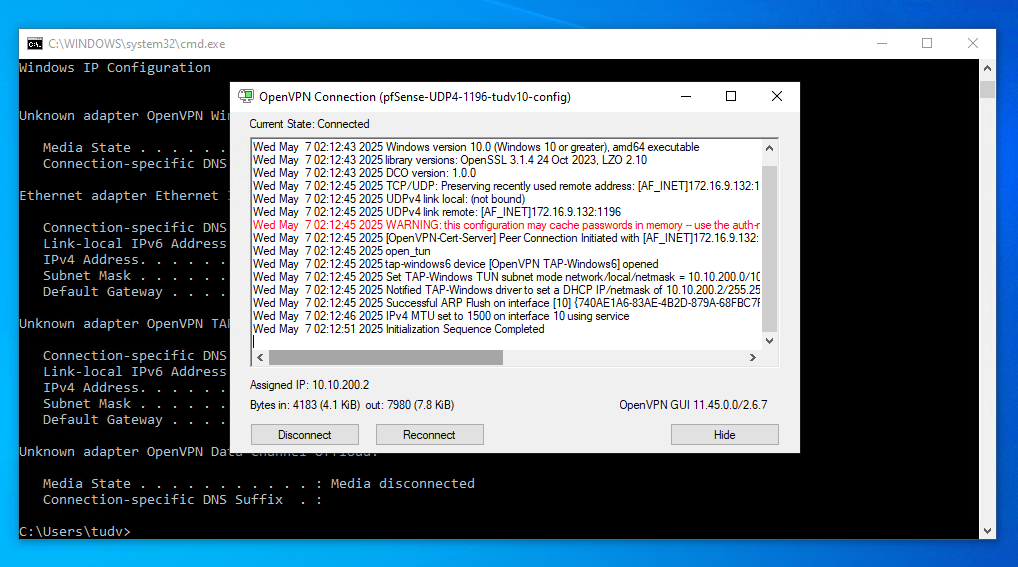 C:\WINDOWS\system32\cmd.exe
Windows IP Configuration
Unknown adapter OpenVPN
Media State . . . . . .
Connection-specific DNS
Ethernet adapter Ethernet
Connection-specific DNS
Link-local IPv6 Address
IPv4 Address. . . . . .
Subnet Mask . . . . . .
Default Gateway . . . .
Unknown adapter OpenVPN
Connection-specific DNS
Link-local IPv6 Address
IPv4 Address. . . . . .
Subnet Mask . . . . . .
Default Gateway . . . .
Unknown adapter OpenVPN Data Channel Offload:
Media State . . . . . . . . . . . : Media disconnected
Connection-specific DNS Suffix  . :
C:\Users\tudv>
OpenVPN Connection (pfSense-UDP4-1196-tudv10-config)
Current State: Connected
Wed May  7 02:12:43 2025 Windows version 10.0 (Windows 10 or greater), amd64 executable
Wed May  7 02:12:43 2025 library versions: OpenSSL 3.1.4 24 Oct 2023, LZO 2.10
Wed May  7 02:12:43 2025 DCO version: 1.0.0
Wed May  7 02:12:45 2025 TCP/UDP: Preserving recently used remote address: [AF_INET]172.16.9.132:1
Wed May  7 02:12:45 2025 UDPv4 link local: (not bound)
Wed May  7 02:12:45 2025 UDPv4 link remote: [AF_INET]172.16.9.132:1196
Wed May  7 02:12:45 2025 WARNING: this configuration may cache passwords in memory -- use the
Wed May  7 02:12:45 2025 [OpenVPN-Cert-Server] Peer Connection Initiated with [AF_INET]172.16.9.132:
Wed May  7 02:12:45 2025 open_tun
Wed May  7 02:12:45 2025 tap-windows6 device [OpenVPN TAP-Windows6] opened
Wed May  7 02:12:45 2025 Set TAP-Windows TUN subnet mode network/local/netmask = 10.10.200.0/10
Wed May  7 02:12:45 2025 Notified TAP-Windows driver to set a DHCP IP/netmask of 10.10.200.2/255.25
Wed May  7 02:12:45 2025 Successful ARP Flush on interface [10] {740AE1A6-83AE-4B2D-879A-68FBC7
Wed May  7 02:12:46 2025 IPv4 MTU set to 1500 on interface 10 using service
Wed May  7 02:12:51 2025 Initialization Sequence Completed
Assigned IP: 10.10.200.2
Bytes in: 4183 (4.1 KiB)  out: 7980 (7.8 KiB)
OpenVPN GUI 11.45.0.0/2.6.7
Disconnect
Reconnect
Hide